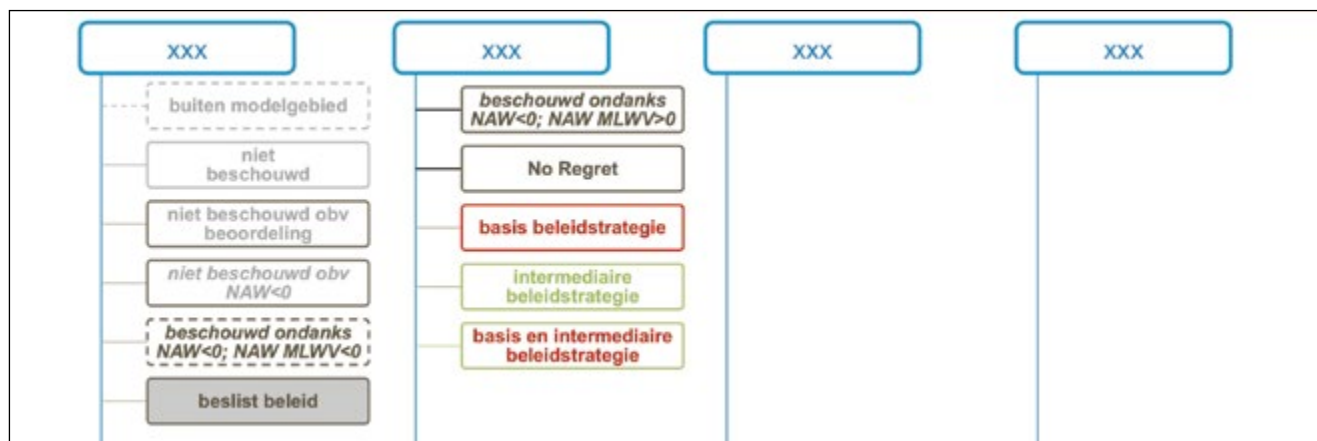 XXX
XXX
XXX
XXX
buiten modelgebied
niet
beschouwd
niet beschouwd obv
beoordeling
niet beschouwd obv
NAW<0
beschouwd ondanks
NAW<0; NAW MLWV<0
beslist beleid
beschouwd ondanks
NAW<0; NAW MLWV>0
No Regret
basis beleidstrategie
intermediaire
beleidstrategie
basis en intermediaire
beleidstrategie